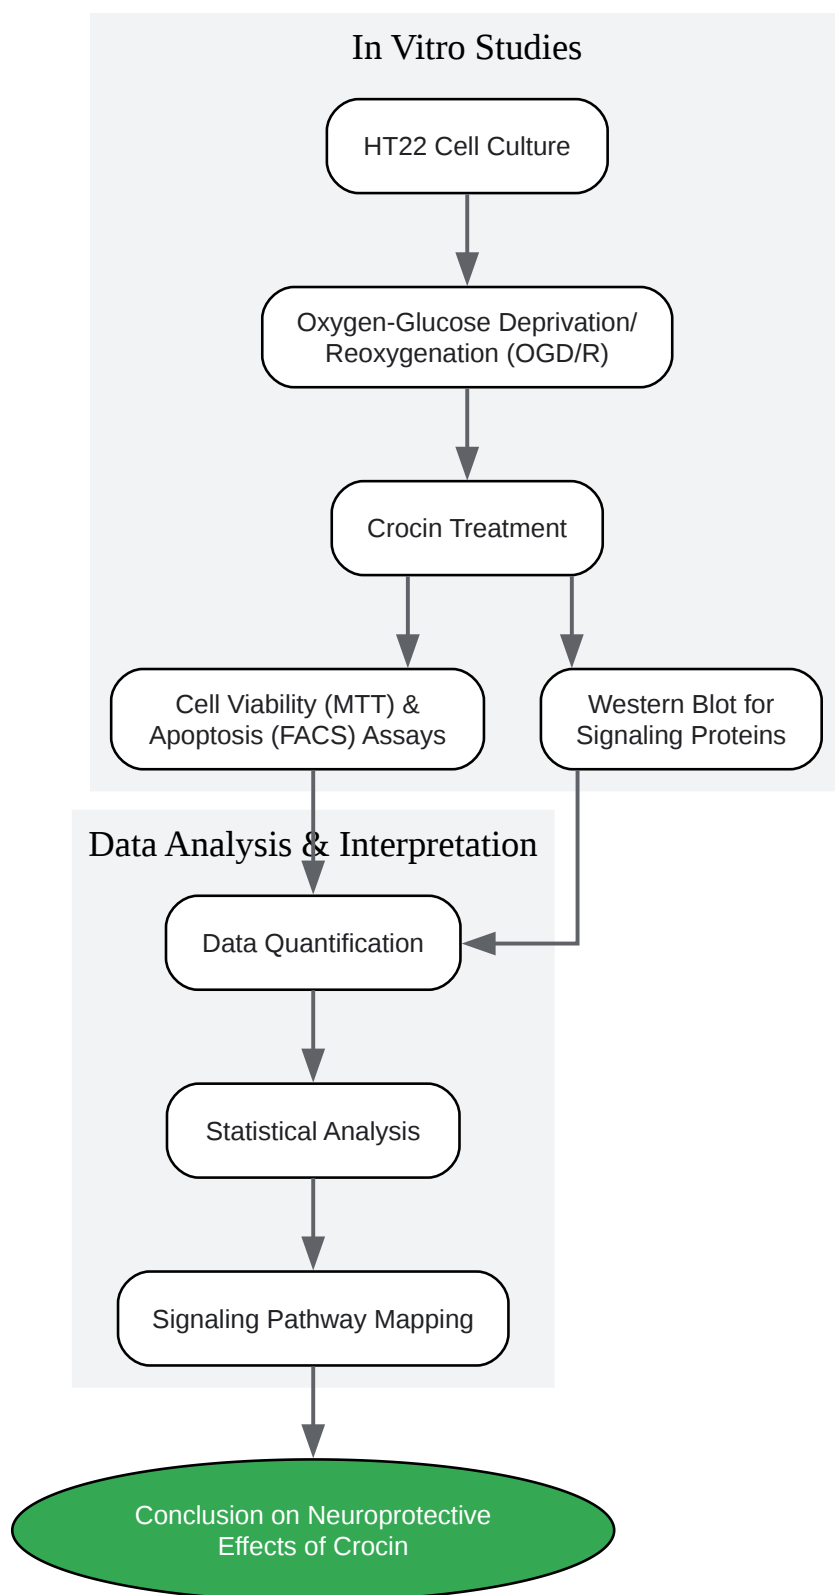 In Vitro Studies
HT22 Cell Culture
Oxygen-Glucose Deprivation/
Reoxygenation (OGD/R)
Crocin Treatment
Cell Viability (MTT) &
Apoptosis (FACS) Assays
Western Blot for
Signaling Proteins
Data Analysis & Interpretation
Data Quantification
Statistical Analysis
Signaling Pathway Mapping
Conclusion on Neuroprotective
Effects of Crocin